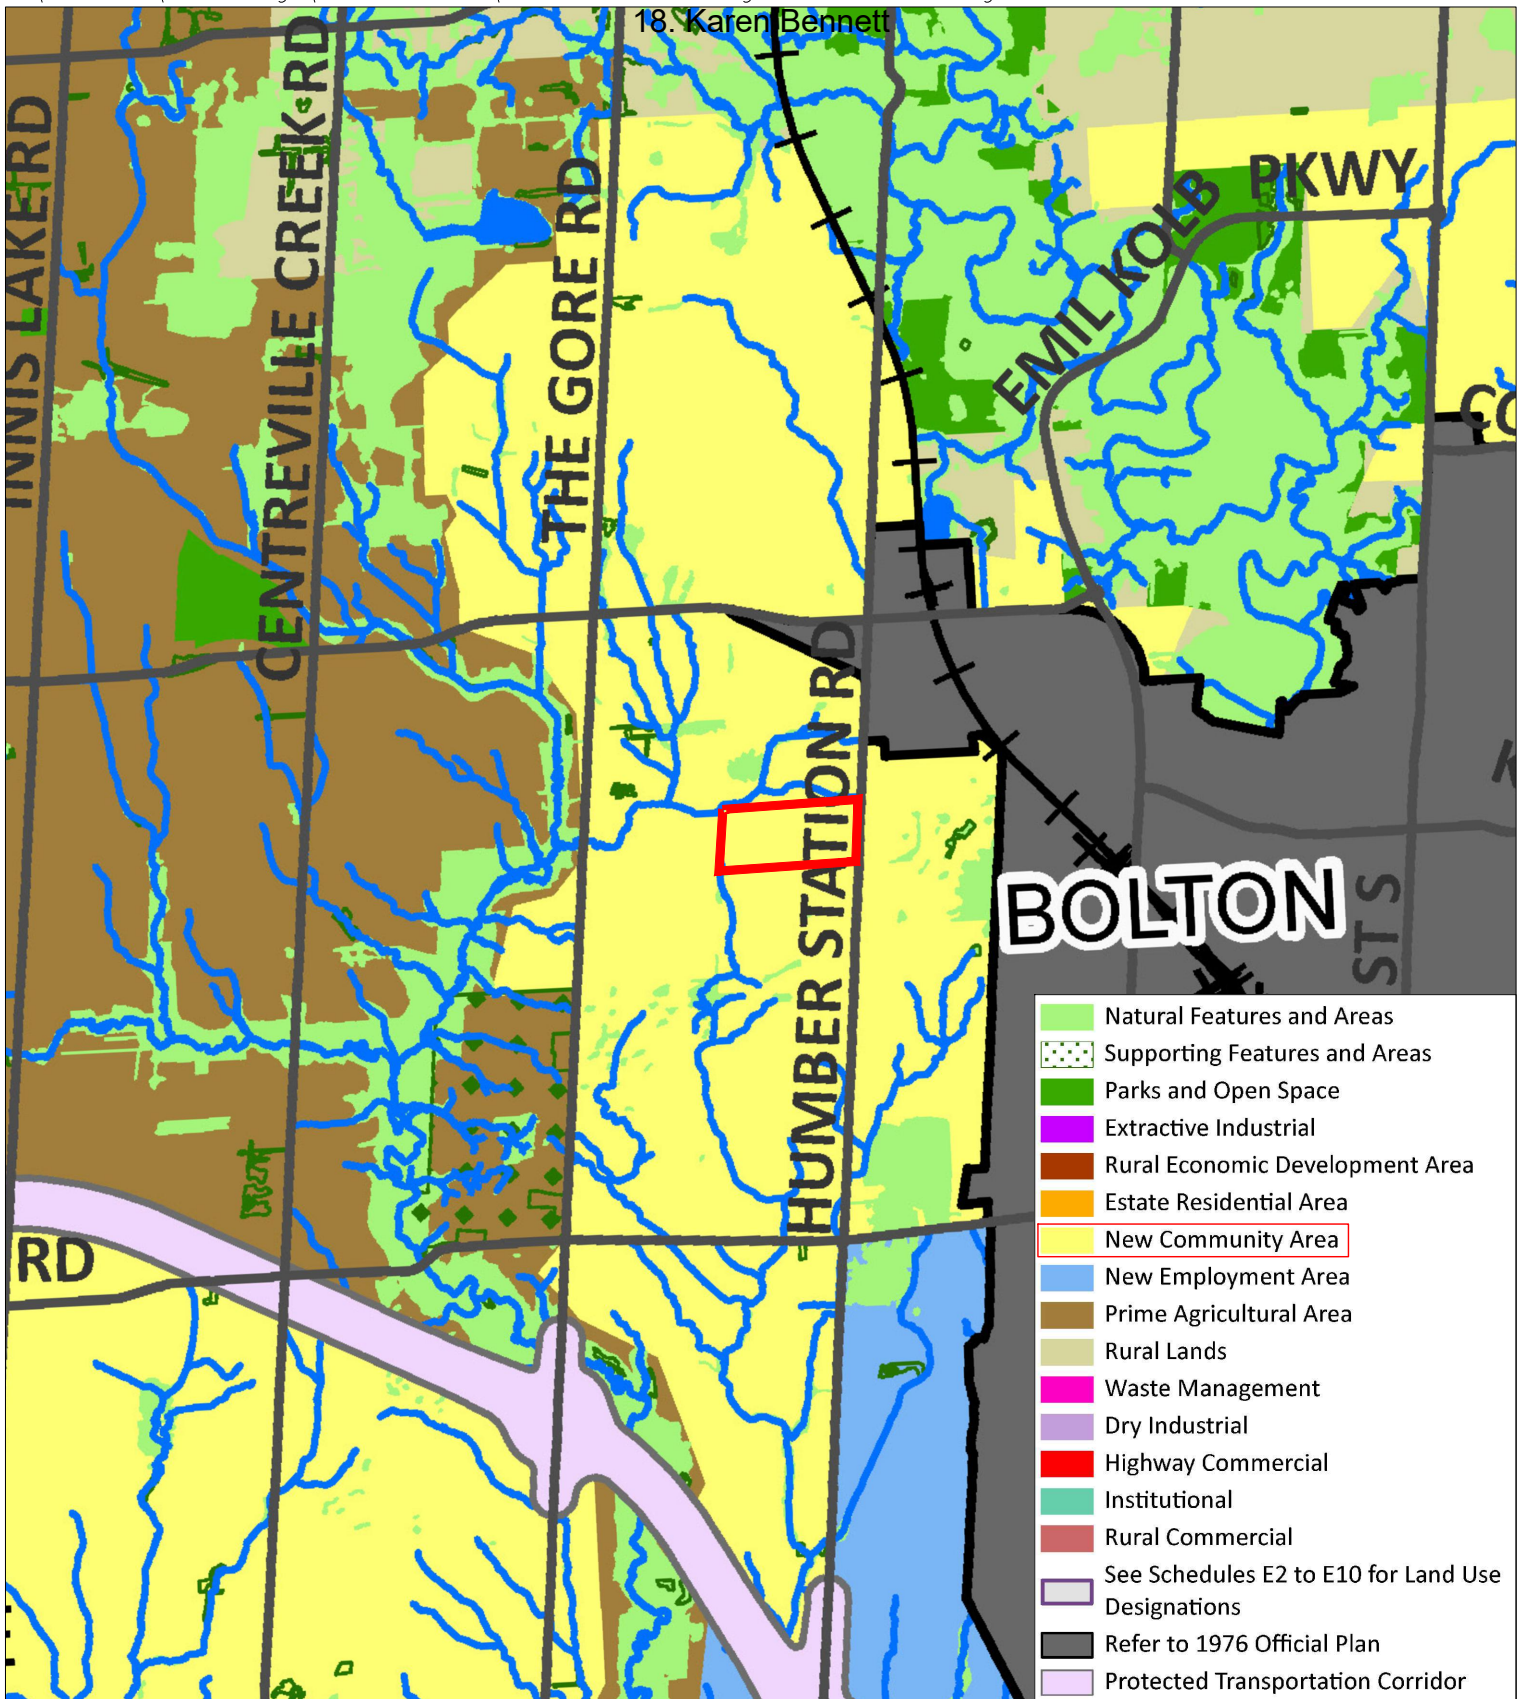 18. Karen Bennett
INNIS LAKE RD
CENTREVILLE CREEK RD
THE GORE RD
EMIL KOLB PKWY
HUMBER STATION RD
BOLTON
ST S
RD
Natural Features and Areas
Supporting Features and Areas
Parks and Open Space
Extractive Industrial
Rural Economic Development Area
Estate Residential Area
New Community Area
New Employment Area
Prime Agricultural Area
Rural Lands
Waste Management
Dry Industrial
Highway Commercial
Institutional
Rural Commercial
See Schedules E2 to E10 for Land Use
Designations
Refer to 1976 Official Plan
Protected Transportation Corridor